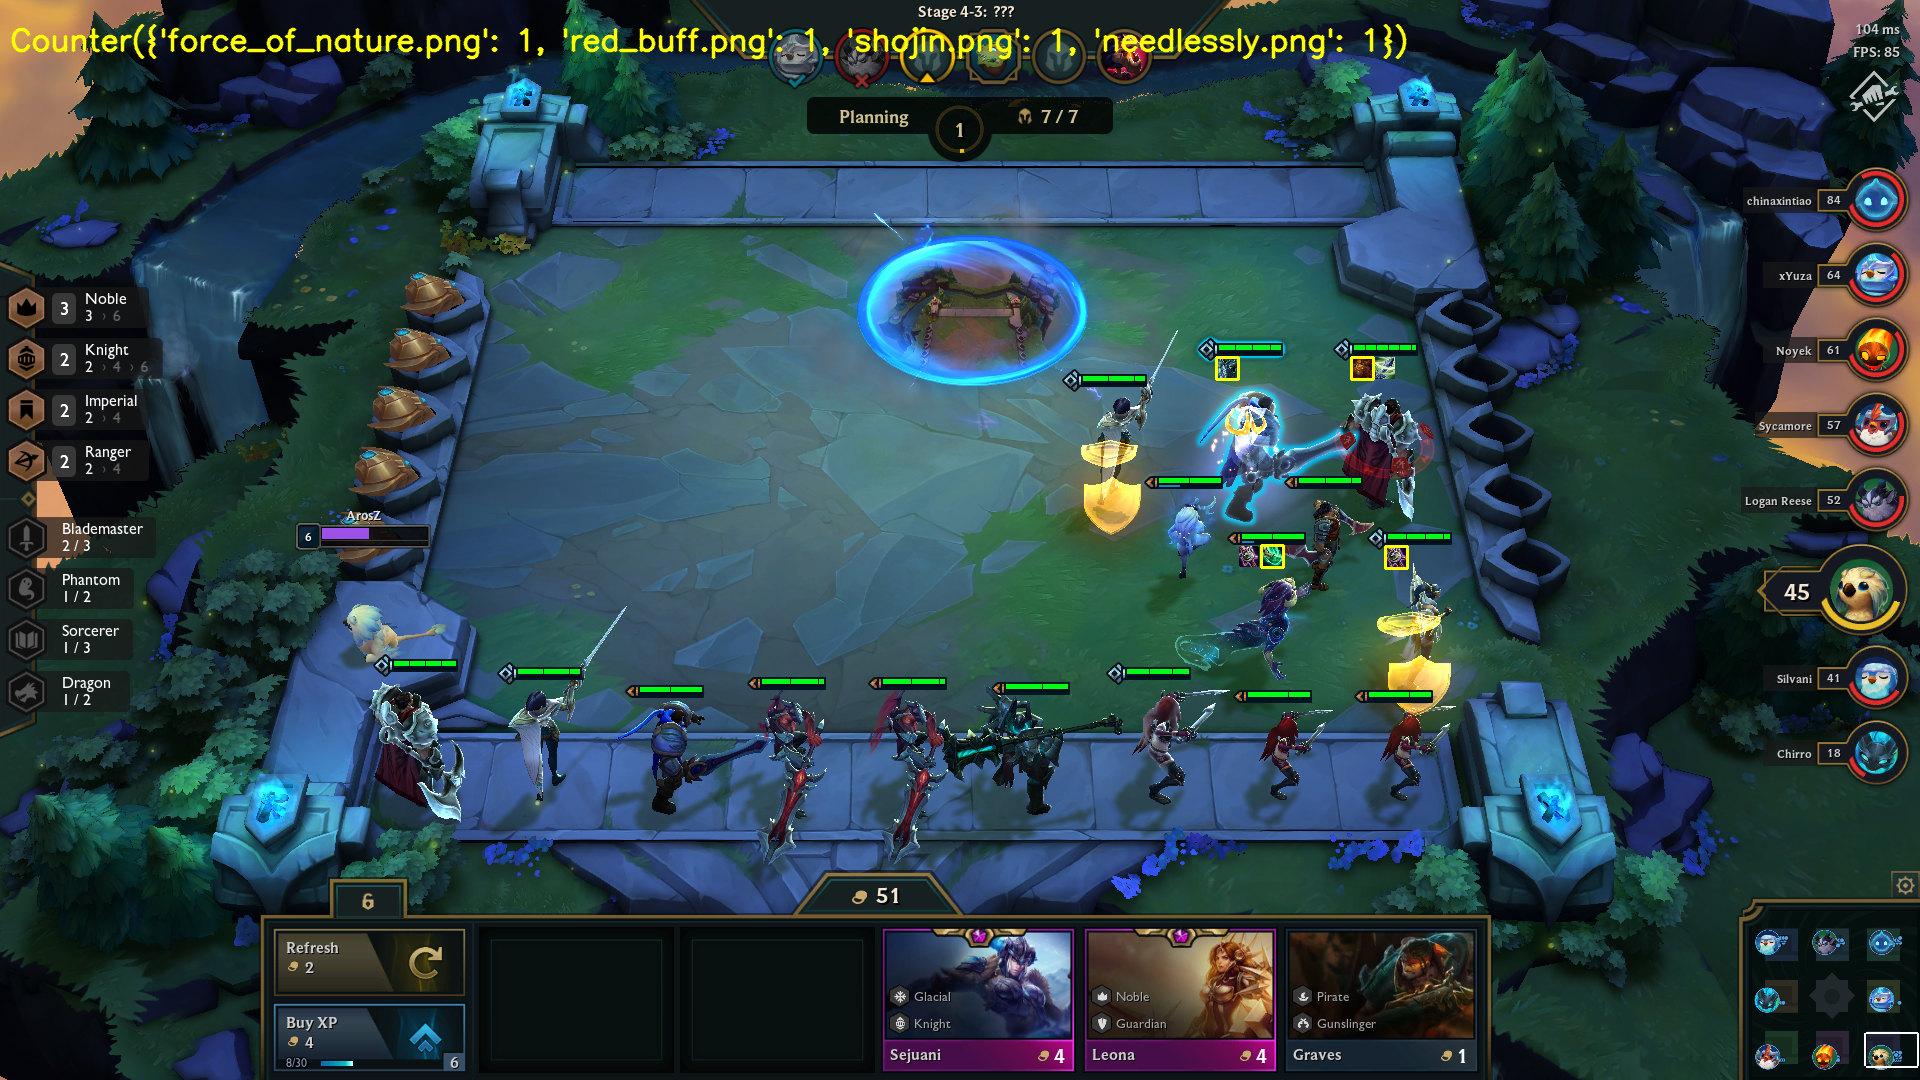 Stage 4-3: ???
Counter({'force_of_nature.png': 1, 'red_buff.png': 1, 'shojin.png': 1, 'needlessly.png': 1})
104 ms
FPS: 85
Planning
1
7 / 7
chinaxintiao 84
xYuza 64
Noyek 61
Sycamore 57
Logan Reese 52
45
Silvani 41
Chirro 18
3 Noble
3 › 6
2 Knight
2 › 4 › 6
2 Imperial
2 › 4
2 Ranger
2 › 4
Blademaster
2 / 3
Phantom
1 / 2
Sorcerer
1 / 3
Dragon
1 / 2
ArosZ
6
6
51
Refresh
2
Buy XP
4
8/30
6
Glacial
Knight
Sejuani 4
Noble
Guardian
Leona 4
Pirate
Gunslinger
Graves 1